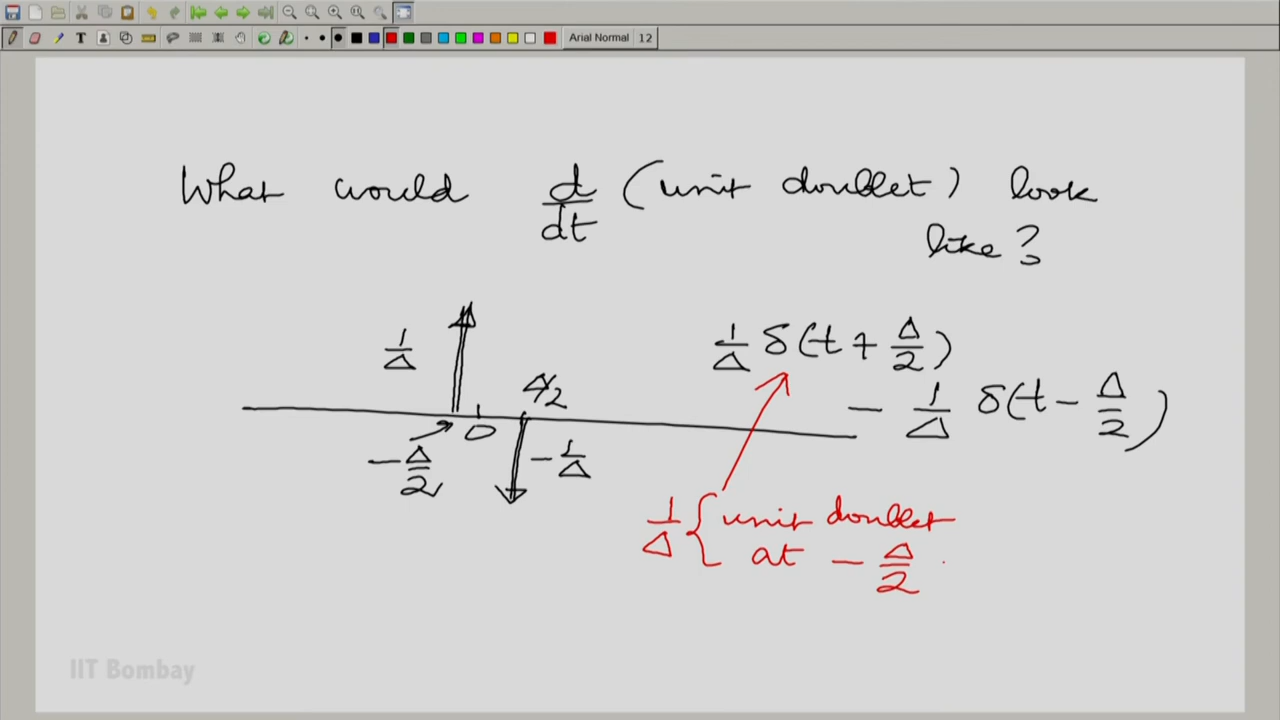 Arial Normal 12
What would d/dt (unit doublet) look
like?
1/Δ
Δ/2
0
-Δ/2
-1/Δ
1/Δ δ(t + Δ/2)
- 1/Δ δ(t - Δ/2)
1/Δ { unit doublet
at - Δ/2
IIT Bombay